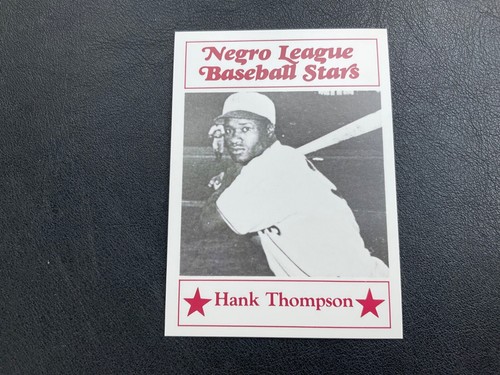 Negro League
Baseball Stars
Hank Thompson